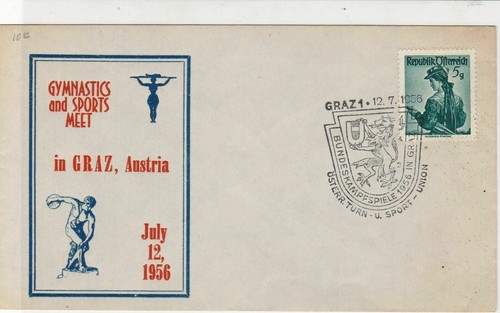 10c
GYMNASTICS
and SPORTS
MEET
in GRAZ, Austria
July
12,
1956
GRAZ 1 • 12.7.1956
BUNDESKAMPFSPIELE 1956 IN GRAZ
ÖSTERR. TURN - U. SPORT - UNION
Republik Österreich
5g